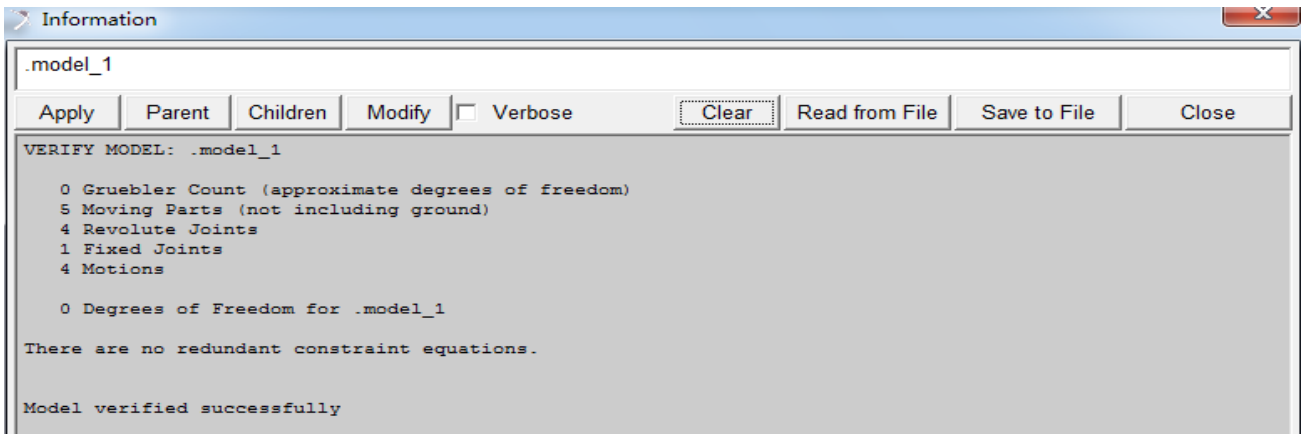 Information
.model_1
Apply Parent Children Modify Verbose Clear Read from File Save to File Close
VERIFY MODEL: .model_1
0 Gruebler Count (approximate degrees of freedom)
5 Moving Parts (not including ground)
4 Revolute Joints
1 Fixed Joints
4 Motions
0 Degrees of Freedom for .model_1
There are no redundant constraint equations.
Model verified successfully